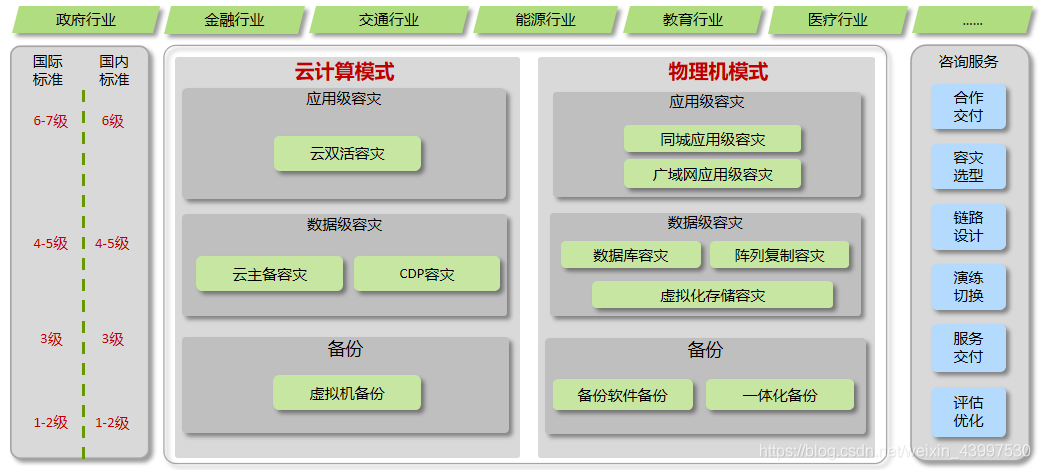 政府行业
金融行业
交通行业
能源行业
教育行业
医疗行业
......
国际
标准
国内
标准
6-7级
6级
4-5级
4-5级
3级
3级
1-2级
1-2级
云计算模式
应用级容灾
云双活容灾
数据级容灾
云主备容灾
CDP容灾
备份
虚拟机备份
物理机模式
应用级容灾
同城应用级容灾
广域网应用级容灾
数据级容灾
数据库容灾
阵列复制容灾
虚拟化存储容灾
备份
备份软件备份
一体化备份
咨询服务
合作
交付
容灾
选型
链路
设计
演练
切换
服务
交付
评估
优化
https://blog.csdn.net/weixin_43997530